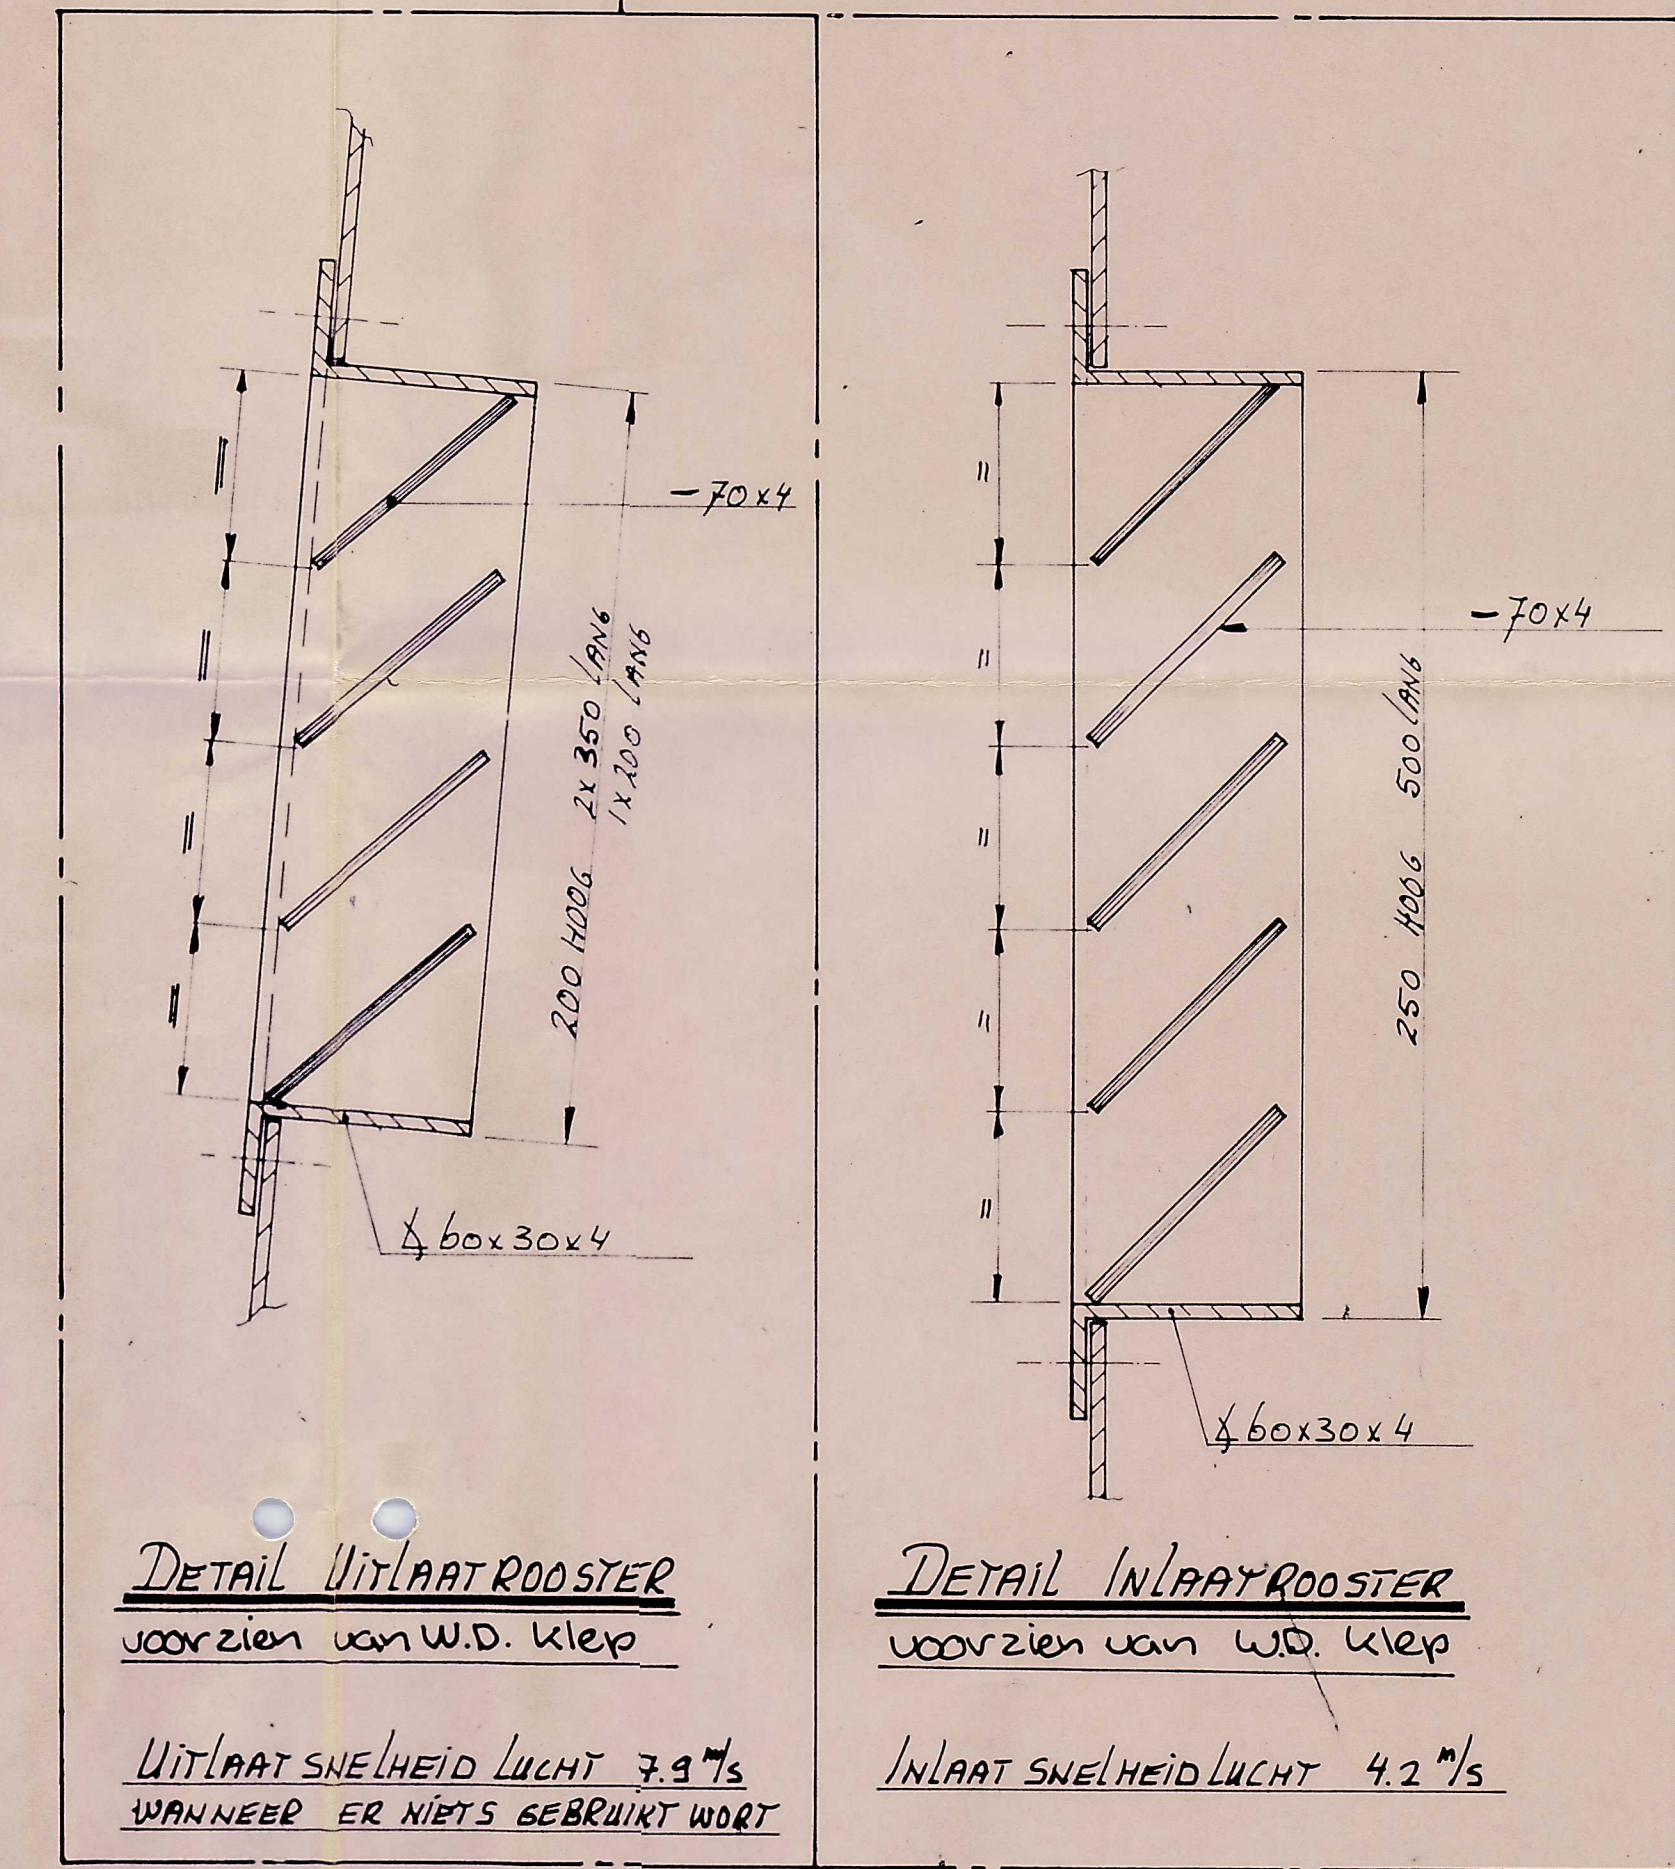 -70x4
200 HOOG 2x 350 LANG
1x 200 LANG
60x30x4
DETAIL UITLAATROOSTER
voorzien van W.D. klep
UITLAAT SNELHEID LUCHT 7.9 m/s
WANNEER ER NIETS GEBRUIKT WORT
-70x4
250 HOOG 500 LANG
60x30x4
DETAIL INLAATROOSTER
voorzien van W.D. klep
INLAAT SNELHEID LUCHT 4.2 m/s